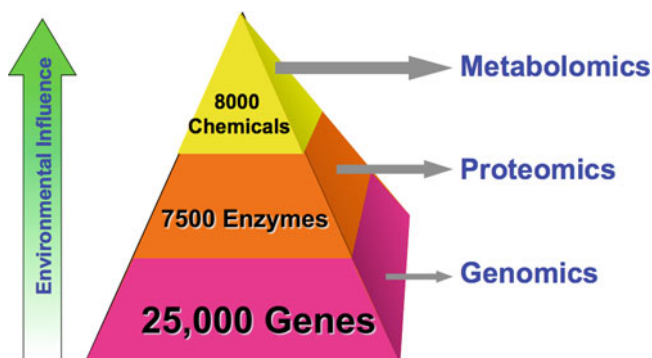 Environmental Influence
8000
Chemicals
Metabolomics
7500 Enzymes
Proteomics
25,000 Genes
Genomics